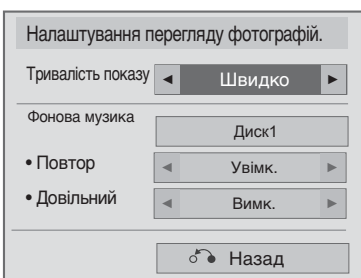 Налаштування перегляду фотографій.
Тривалість показу ◄ Швидко ►
Фонова музика
Диск1
• Повтор ◄ Увімк. ►
• Довільний ◄ Вимк. ►
Назад